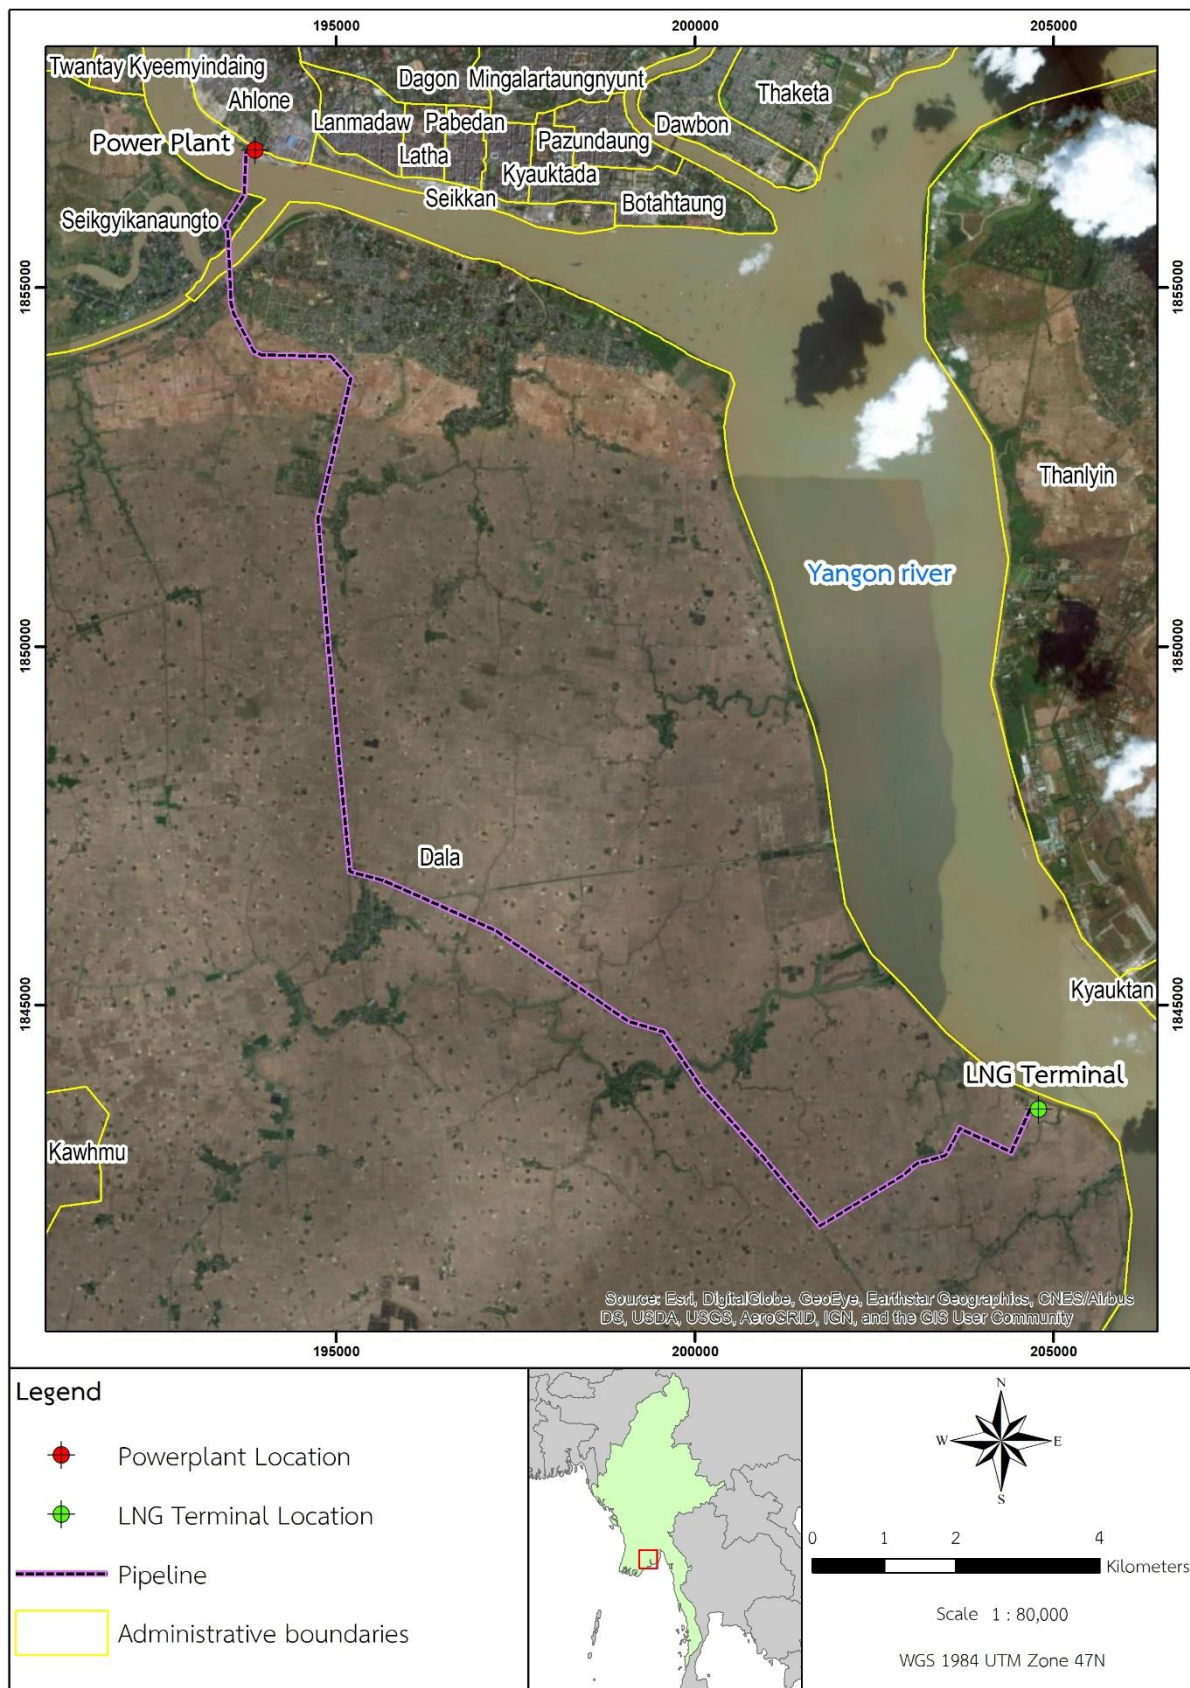 195000
200000
205000
Twantay
Kyeemyindaing
Dagon
Mingalartaungnyunt
Ahlone
Thaketa
Lanmadaw
Pabedan
Dawbon
Power Plant
Pazundaung
Latha
Kyauktada
Seikkan
Botahtaung
Seikgyikanaungto
1855000
1855000
Thanlyin
Yangon river
1850000
1850000
Dala
Kyauktan
1845000
1845000
LNG Terminal
Kawhmu
Source: Esri, DigitalGlobe, GeoEye, Earthstar Geographics, CNES/Airbus
DS, USDA, USGS, AeroGRID, IGN, and the GIS User Community
195000
200000
205000
Legend
Powerplant Location
LNG Terminal Location
Pipeline
Administrative boundaries
N
W
E
S
0 1 2 4
Kilometers
Scale 1 : 80,000
WGS 1984 UTM Zone 47N